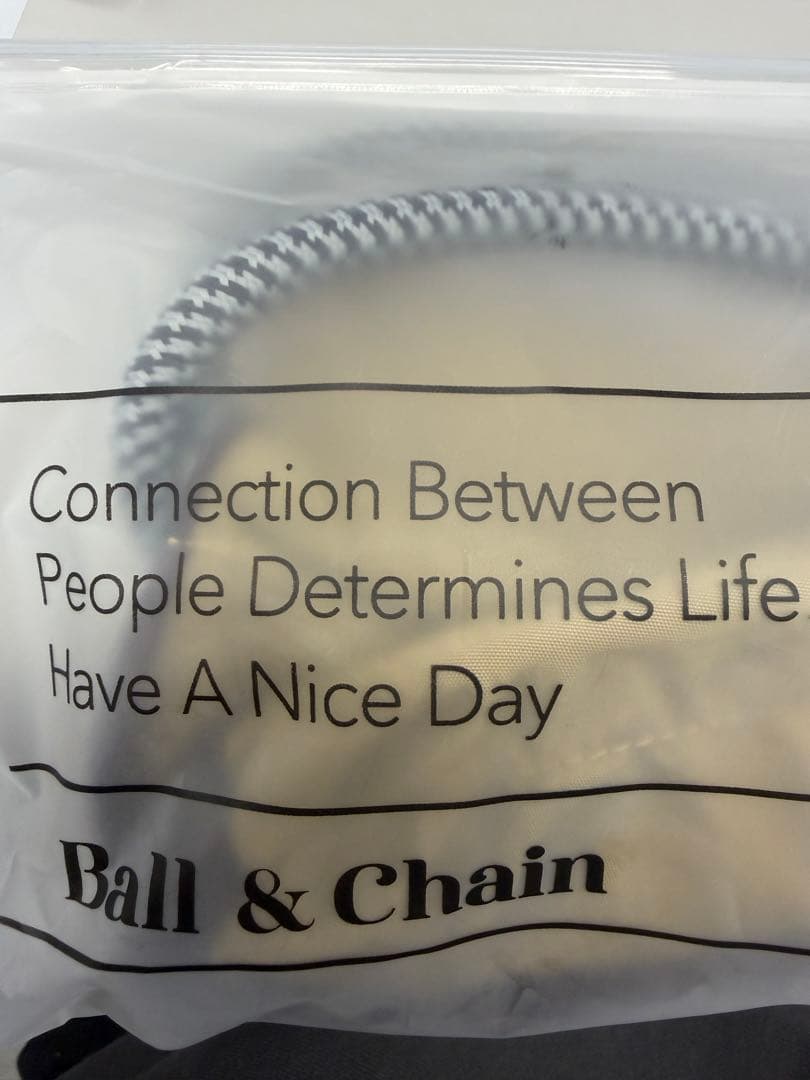 Connection Between
People Determines Life.
Have A Nice Day
Ball & Chain